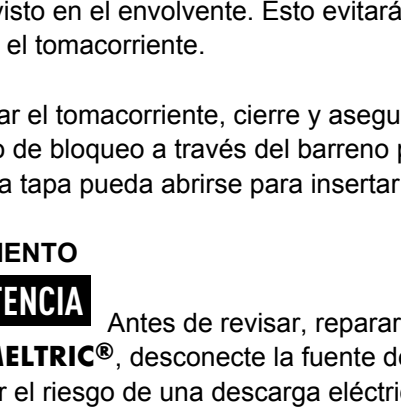 visto en el envolvente. Esto evitará
el tomacorriente.
ar el tomacorriente, cierre y asegu
o de bloqueo a través del barreno p
a tapa pueda abrirse para insertar
IENTO
TENCIA
Antes de revisar, reparar
MELTRIC®, desconecte la fuente de
r el riesgo de una descarga eléctri